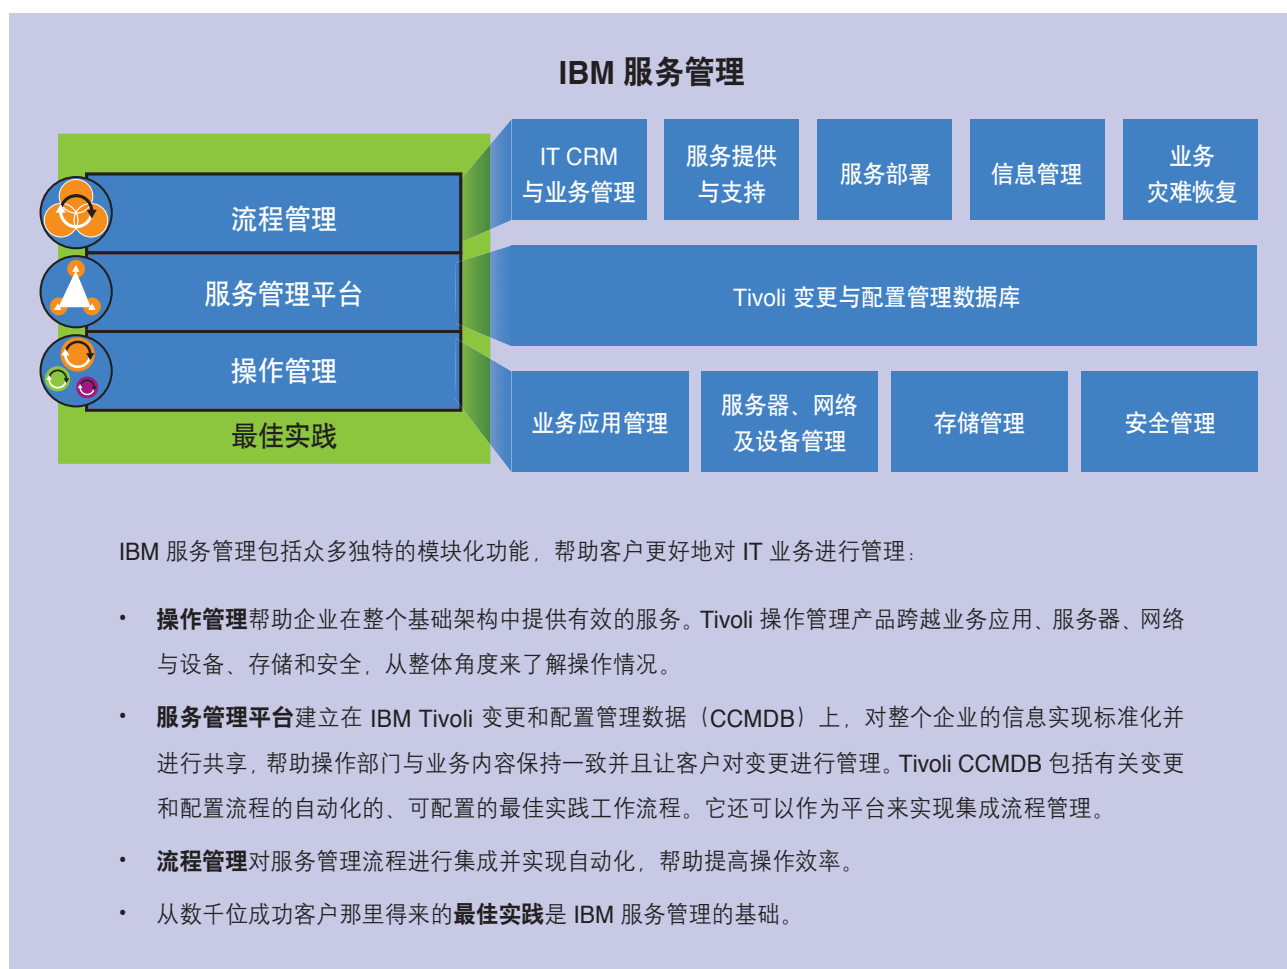 IBM 服务管理
IT CRM
与业务管理
服务提供
与支持
服务部署
信息管理
业务
灾难恢复
流程管理
服务管理平台
Tivoli 变更与配置管理数据库
操作管理
最佳实践
业务应用管理
服务器、网络
及设备管理
存储管理
安全管理
IBM 服务管理包括众多独特的模块化功能，帮助客户更好地对 IT 业务进行管理：
• 操作管理帮助企业在整个基础架构中提供有效的服务。Tivoli 操作管理产品跨越业务应用、服务器、网络
与设备、存储和安全，从整体角度来了解操作情况。
• 服务管理平台建立在 IBM Tivoli 变更和配置管理数据（CCMDB）上，对整个企业的信息实现标准化并
进行共享，帮助操作部门与业务内容保持一致并且让客户对变更进行管理。Tivoli CCMDB 包括有关变更
和配置流程的自动化的、可配置的最佳实践工作流程。它还可以作为平台来实现集成流程管理。
• 流程管理对服务管理流程进行集成并实现自动化，帮助提高操作效率。
• 从数千位成功客户那里得来的最佳实践是 IBM 服务管理的基础。